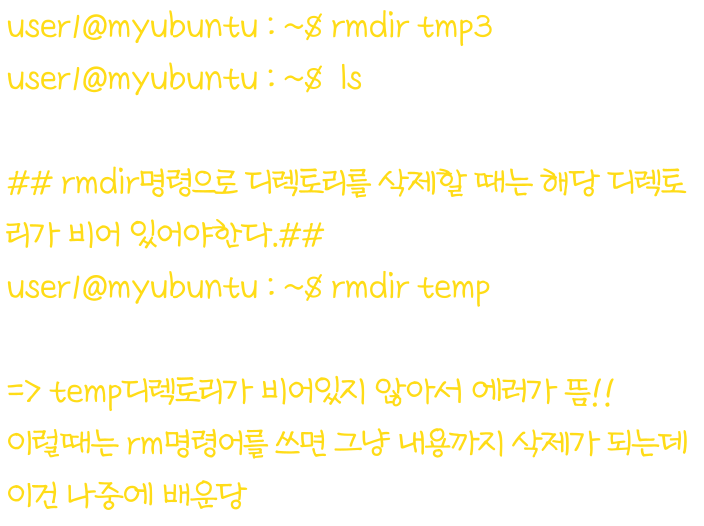 user1@myubuntu : ~$ rmdir tmp3
user1@myubuntu : ~$ ls
## rmdir명령으로 디렉토리를 삭제할 때는 해당 디렉토
리가 비어 있어야한다.##
user1@myubuntu : ~$ rmdir temp
=> temp디렉토리가 비어있지 않아서 에러가 뜸!!
이럴때는 rm명령어를 쓰면 그냥 내용까지 삭제가 되는데
이건 나중에 배운당